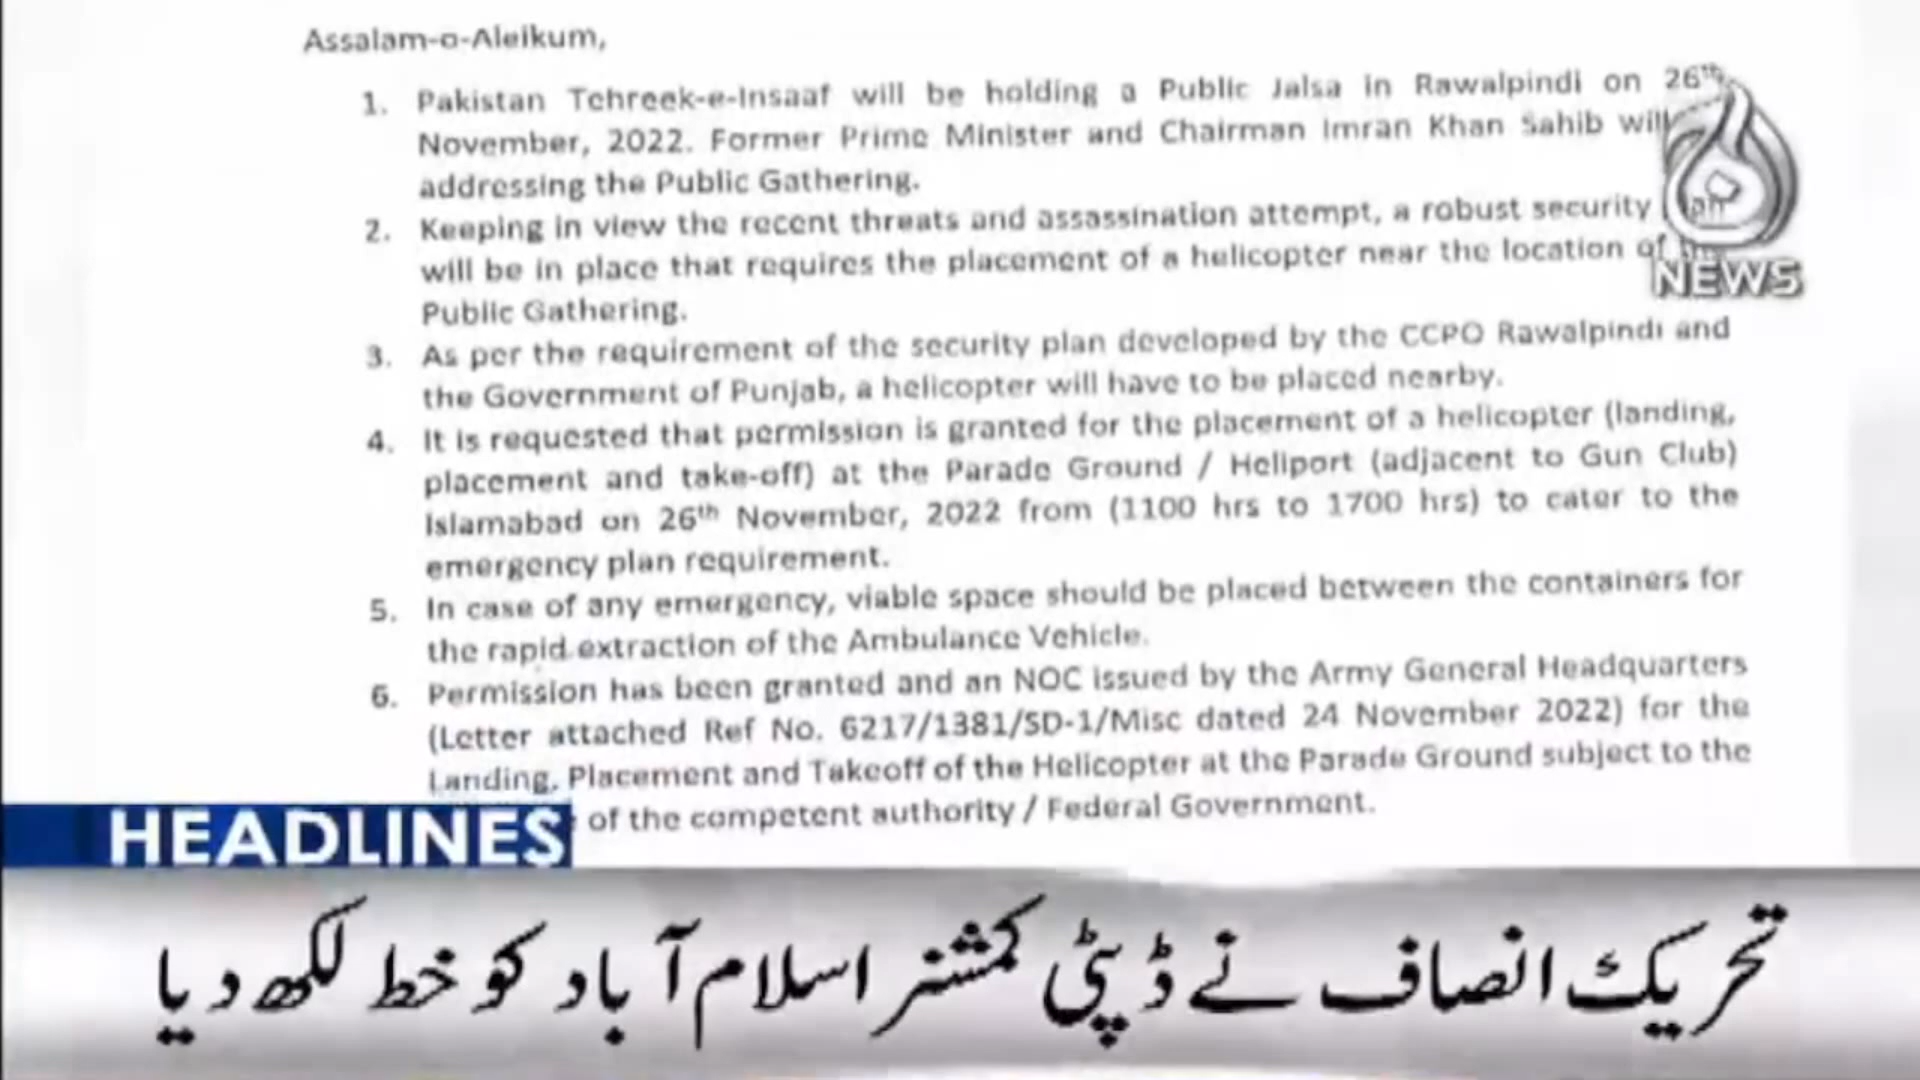 Assalam-o-Aleikum,
1. Pakistan Tehreek-e-Insaaf will be holding a Public Jalsa in Rawalpindi on 26th
November, 2022. Former Prime Minister and Chairman Imran Khan Sahib will
addressing the Public Gathering.
2. Keeping in view the recent threats and assassination attempt, a robust security
will be in place that requires the placement of a helicopter near the location of
Public Gathering.
3. As per the requirement of the security plan developed by the CCPO Rawalpindi and
the Government of Punjab, a helicopter will have to be placed nearby.
4. It is requested that permission is granted for the placement of a helicopter (landing,
placement and take-off) at the Parade Ground / Heliport (adjacent to Gun Club)
Islamabad on 26th November, 2022 from (1100 hrs to 1700 hrs) to cater to the
emergency plan requirement.
5. In case of any emergency, viable space should be placed between the containers for
the rapid extraction of the Ambulance Vehicle.
6. Permission has been granted and an NOC issued by the Army General Headquarters
(Letter attached Ref No. 6217/1381/SD-1/Misc dated 24 November 2022) for the
Landing, Placement and Takeoff of the Helicopter at the Parade Ground subject to the
of the competent authority / Federal Government.
NEWS
HEADLINES
تحریک انصاف نے ڈپٹی کمشنر اسلام آباد کو خط لکھ دیا